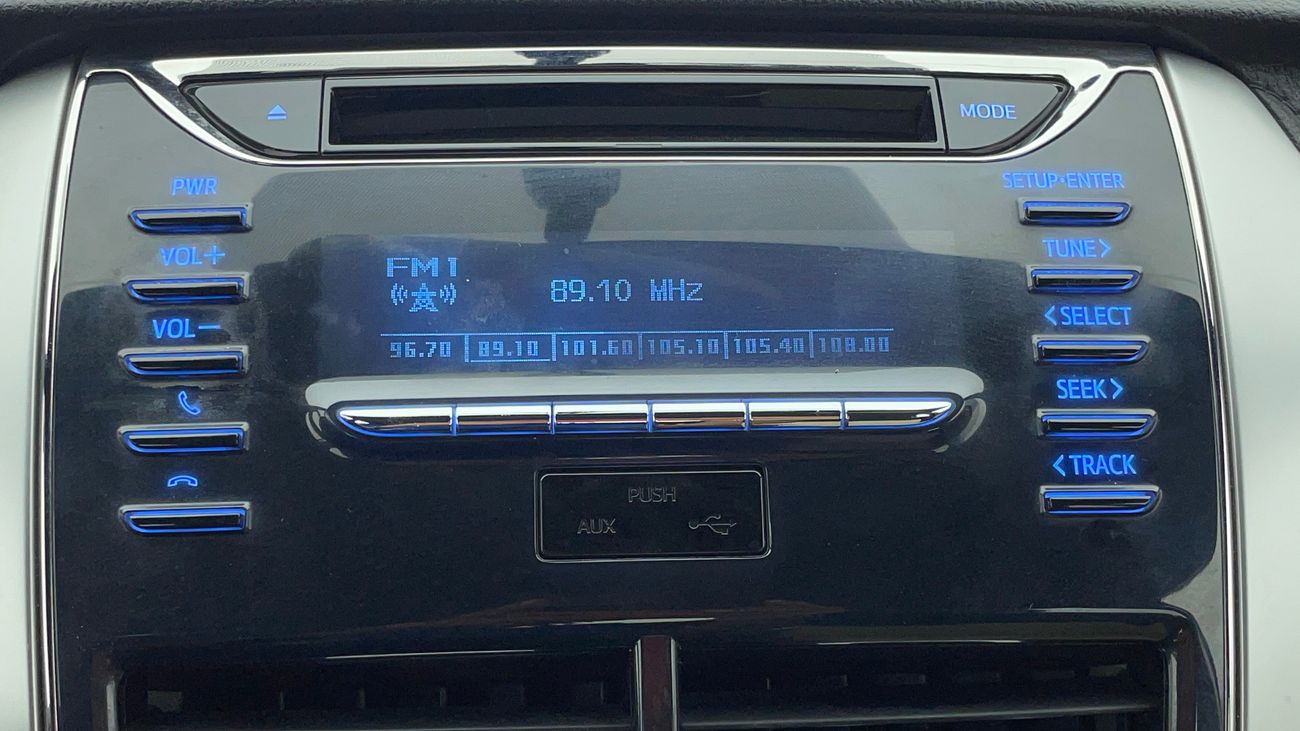 MODE
PWR
VOL+
VOL−
SETUP·ENTER
TUNE>
<SELECT
SEEK>
<TRACK
FM1
89.10 MHz
96.70 89.10 101.60 105.10 105.40 108.00
PUSH
AUX